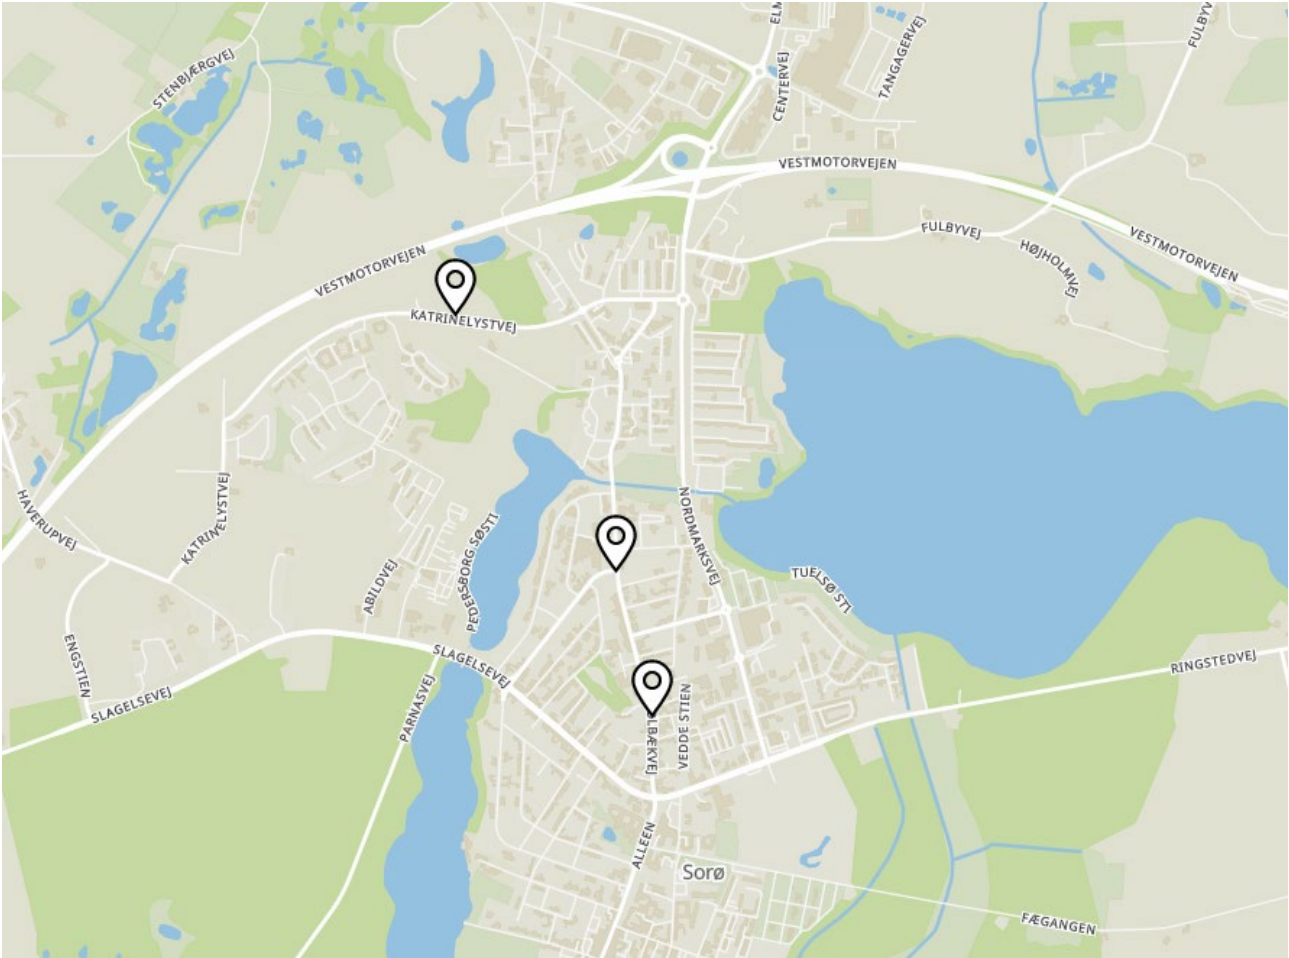 ELM
FULBYV
STENBJÆRGVEJ
TANGAGERVEJ
CENTERVEJ
VESTMOTORVEJEN
FULBYVEJ
VESTMOTORVEJEN
HØJHOLMVEJ
VESTMOTORVEJEN
KATRINELYSTVEJ
HAVERUPVEJ
KATRINELYSTVEJ
NORDMARKSVEJ
PEDERSBORG SØSTI
ABILDVEJ
TUELSØ STI
ENGSTIEN
SLAGELSEVEJ
RINGSTEDVEJ
SLAGELSEVEJ
PARNASVEJ
LBÆKVEJ
VEDDE STIEN
ALLEEN
Sorø
FÆGANGEN